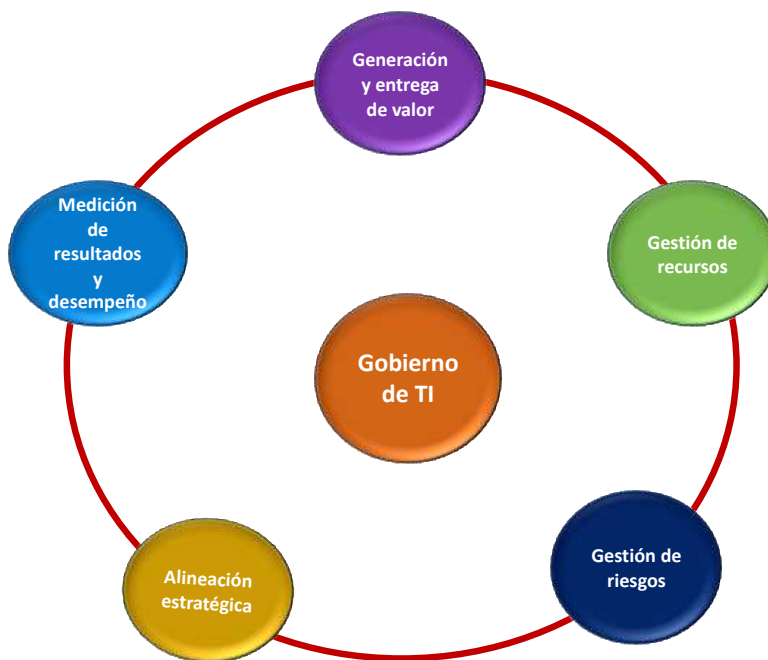 Generación
y entrega
de valor
Medición
de
resultados
y
desempeño
Gestión de
recursos
Gobierno
de TI
Alineación
estratégica
Gestión de
riesgos